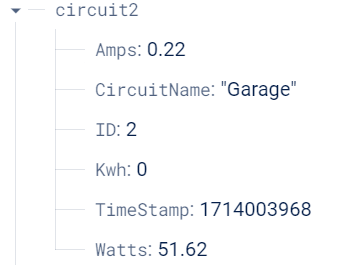 circuit2
Amps: 0.22
CircuitName: "Garage"
ID: 2
Kwh: 0
TimeStamp: 1714003968
Watts: 51.62